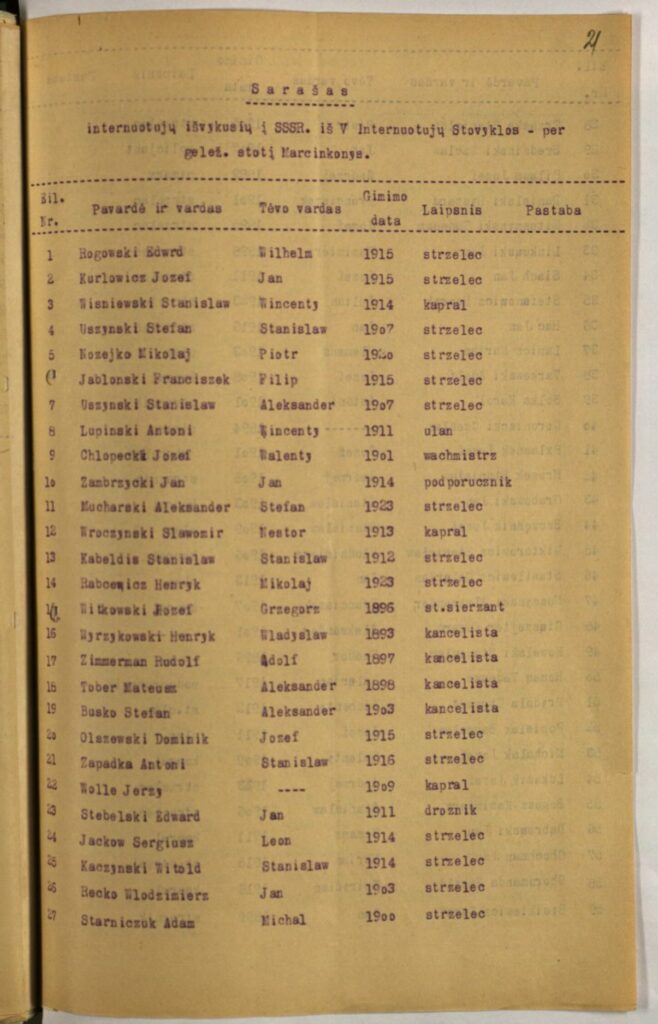 21
Sarašas
internuotųjų išvykusių į SSSR. iš V Internuotųjų Stovyklos - per
gelež. stotį Marcinkonys.
Eil. Nr. Pavardė ir vardas Tėvo vardas Gimimo data Laipsnis Pastaba
1 Rogowski Edwrd Wilhelm 1915 strzelec
2 Kurlowicz Jozef Jan 1915 strzelec
3 Wisniewski Stanislaw Wincenty 1914 kapral
4 Uszynski Stefan Stanislaw 1907 strzelec
5 Nozejko Mikolaj Piotr 1920 strzelec
Jablonski Franciszek Filip 1915 strzelec
7 Uszynski Stanislaw Aleksander 1907 strzelec
8 Lupinski Antoni Wincenty ----- 1911 ulan
9 Chlopecki Jozef Walenty 1901 wachmistrz
10 Zambrzycki Jan Jan 1914 podporucznik
11 Mucharski Aleksander Stefan 1923 strzelec
12 Wroczynski Slawomir Nestor 1913 kapral
13 Kabeldis Stanislaw Stanislaw 1912 strzelec
14 Rabcewicz Henryk Mikolaj 1923 strzelec
15 Witkowski Jozef Grzegorz 1896 st.sierzant
16 Wyrzykowski Henryk Wladyslaw 1893 kancelista
17 Zimmerman Rudolf Adolf 1897 kancelista
18 Tober Mateusz Aleksander 1898 kancelista
19 Busko Stefan Aleksander 1903 kancelista
20 Olszewski Dominik Jozef 1915 strzelec
21 Zapadka Antoni Stanislaw 1916 strzelec
22 Wolle Jerzy ---- 1909 kapral
23 Stebelski Edward Jan 1911 droznik
24 Jackow Sergiusz Leon 1914 strzelec
25 Kaczynski Witold Stanislaw 1914 strzelec
26 Recko Wlodzimierz Jan 1903 strzelec
27 Starniczuk Adam Michal 1900 strzelec